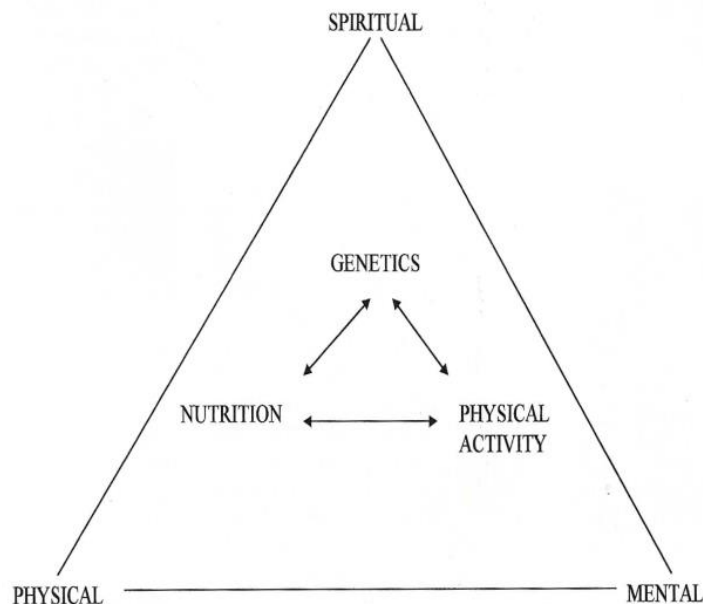 SPIRITUAL
GENETICS
NUTRITION
PHYSICAL
ACTIVITY
PHYSICAL
MENTAL